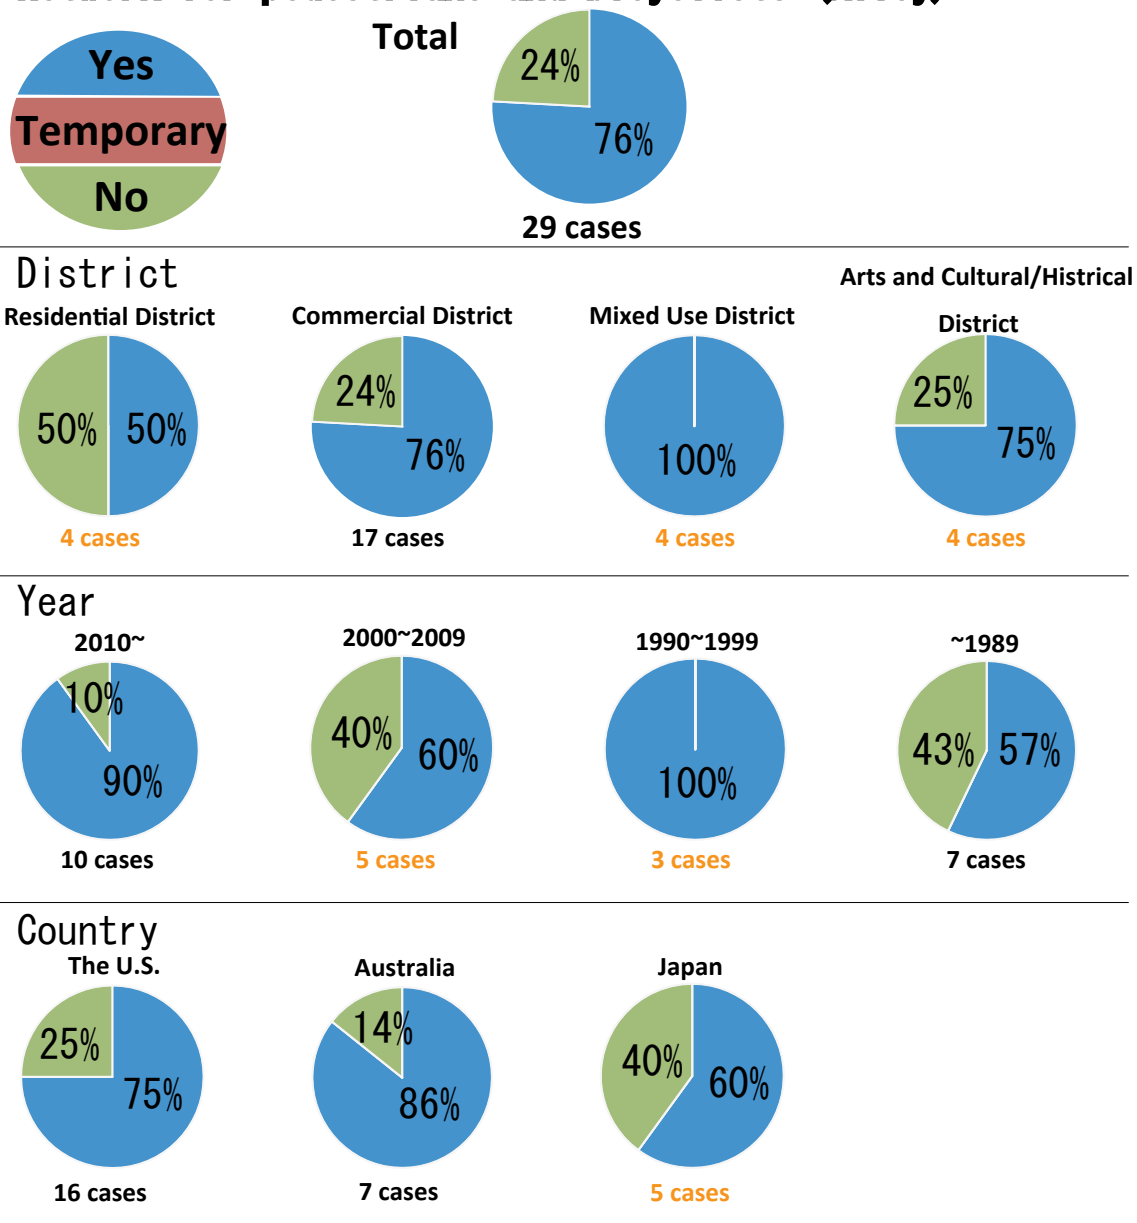 Yes
Temporary
No
Total
24%
76%
29 cases
District
Residential District
50%
50%
4 cases
Commercial District
24%
76%
17 cases
Mixed Use District
100%
4 cases
Arts and Cultural/Histrical
District
25%
75%
4 cases
Year
2010~
10%
90%
10 cases
2000~2009
40%
60%
5 cases
1990~1999
100%
3 cases
~1989
43%
57%
7 cases
Country
The U.S.
25%
75%
16 cases
Australia
14%
86%
7 cases
Japan
40%
60%
5 cases